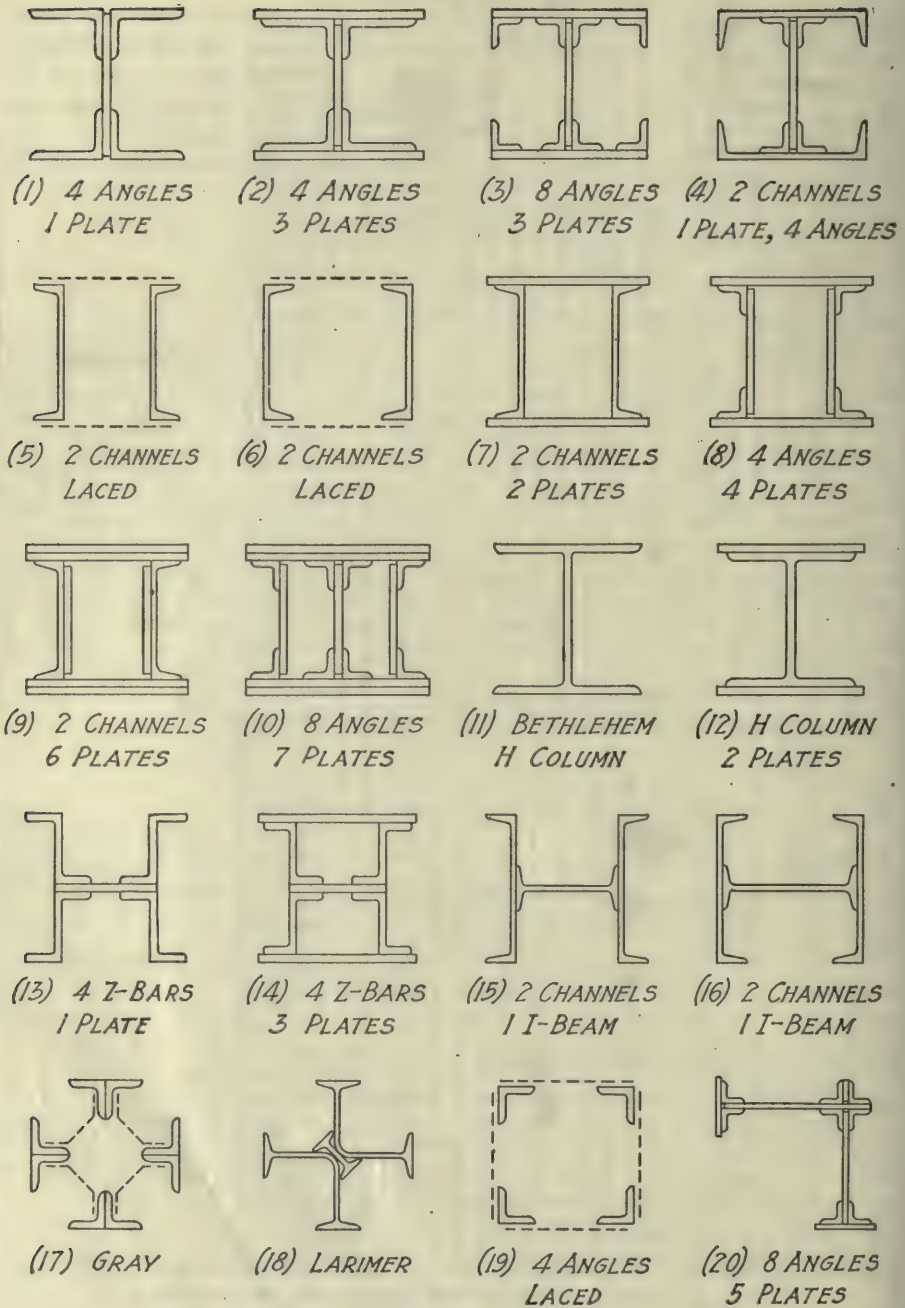 (1) 4 ANGLES
1 PLATE
(2) 4 ANGLES
3 PLATES
(3) 8 ANGLES
3 PLATES
(4) 2 CHANNELS
1 PLATE, 4 ANGLES
(5) 2 CHANNELS
LACED
(6) 2 CHANNELS
LACED
(7) 2 CHANNELS
2 PLATES
(8) 4 ANGLES
4 PLATES
(9) 2 CHANNELS
6 PLATES
(10) 8 ANGLES
7 PLATES
(11) BETHLEHEM
H COLUMN
(12) H COLUMN
2 PLATES
(13) 4 Z-BARS
1 PLATE
(14) 4 Z-BARS
3 PLATES
(15) 2 CHANNELS
1 I-BEAM
(16) 2 CHANNELS
1 I-BEAM
(17) GRAY
(18) LARIMER
(19) 4 ANGLES
LACED
(20) 8 ANGLES
5 PLATES